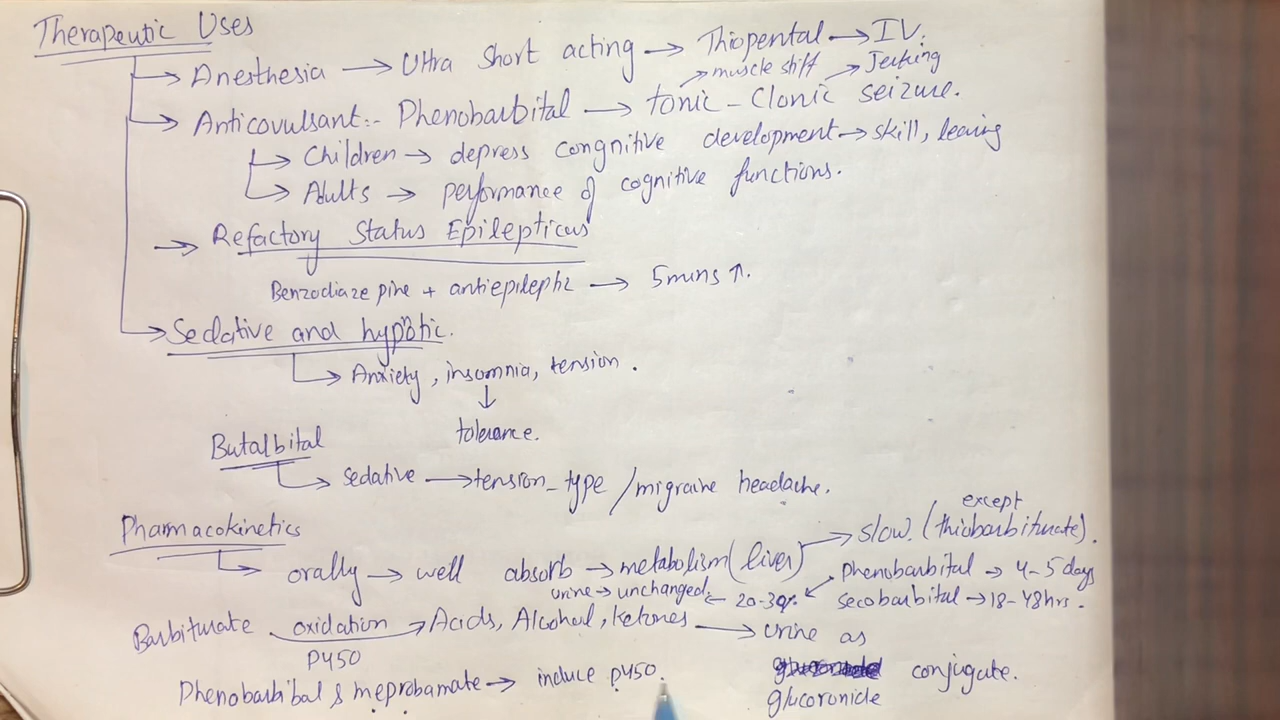 Therapeutic Uses
→ Anesthesia → Ultra Short acting → Thiopental → IV.
→ muscle stiff → Jerking
→ Anticovulsant:- Phenobarbital → tonic - Clonic seizure.
→ Children → depress congnitive development → skill, learing
→ Adults → performance of cognitive functions.
→ Refactory Status Epilepticus
Benzodiazepine + antiepileptic → 5mins ↑.
→ Sedative and hypnotic.
→ Anxiety, insomnia, tension.
↓
tolerance.
Butalbital
→ sedative → tension-type / migraine headache.
except
Pharmacokinetics → slow. (thiobarbiturate).
→ orally → well absorb → metabolism (liver)
Phenobarbital → 4-5 days
urine → unchanged. ← 20-30% ← Secobarbital → 18-48hrs.
Barbiturate oxidation → Acids, Alcohol, ketones → urine as
P450
glucoronide conjugate.
Phenobarbital & meprobamate → induce P450.